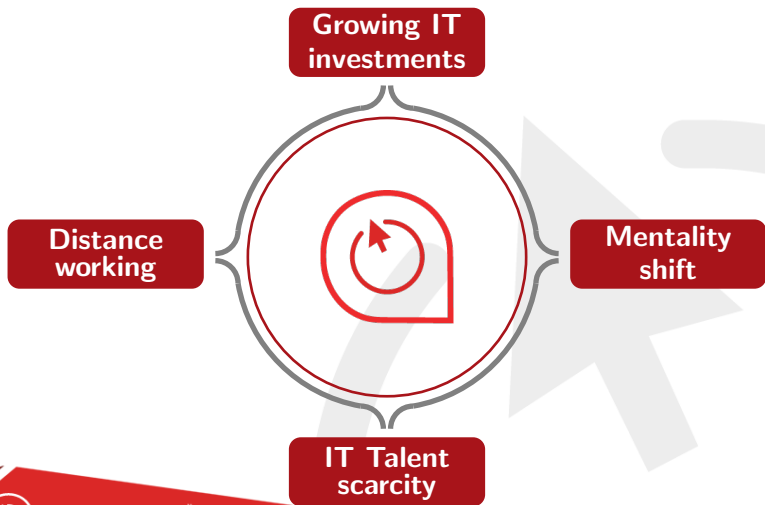 Growing IT
investments
Distance
working
Mentality
shift
IT Talent
scarcity